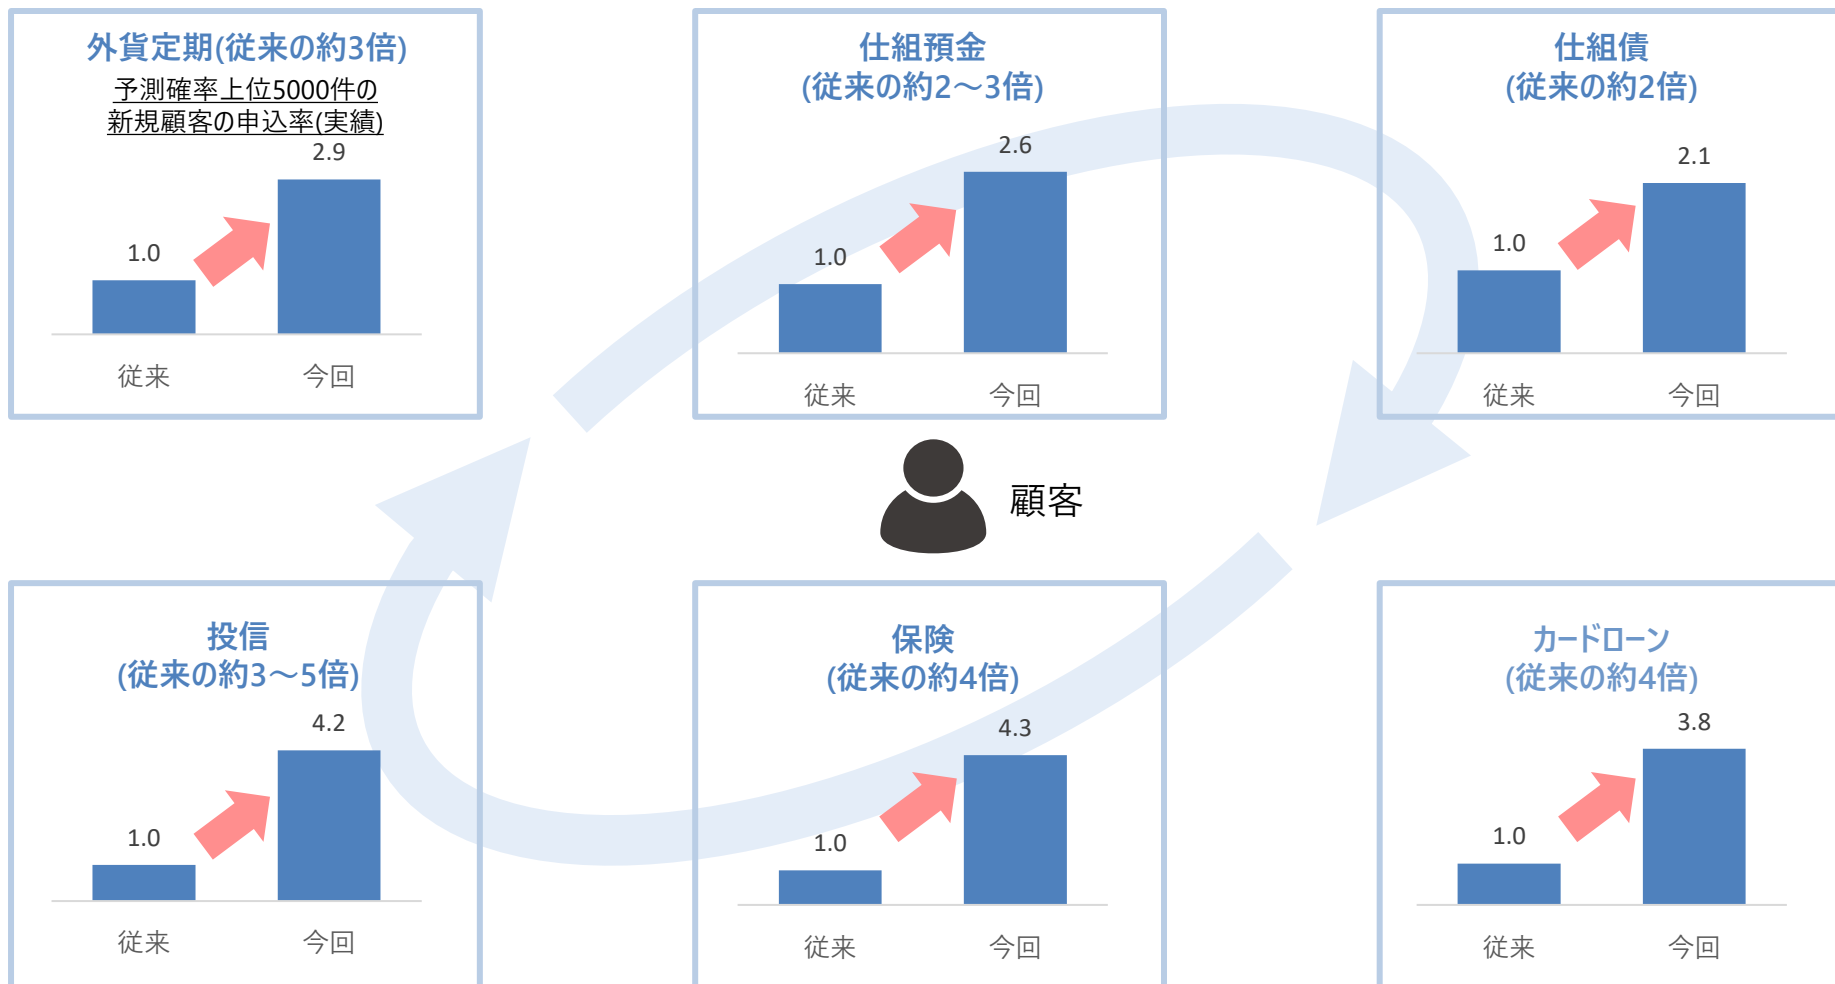 外貨定期(従来の約3倍)
予測確率上位5000件の
新規顧客の申込率(実績)
2.9
1.0
従来
今回
仕組預金
(従来の約2～3倍)
2.6
1.0
従来
今回
仕組債
(従来の約2倍)
2.1
1.0
従来
今回
顧客
投信
(従来の約3～5倍)
4.2
1.0
従来
今回
保険
(従来の約4倍)
4.3
1.0
従来
今回
カードローン
(従来の約4倍)
3.8
1.0
従来
今回